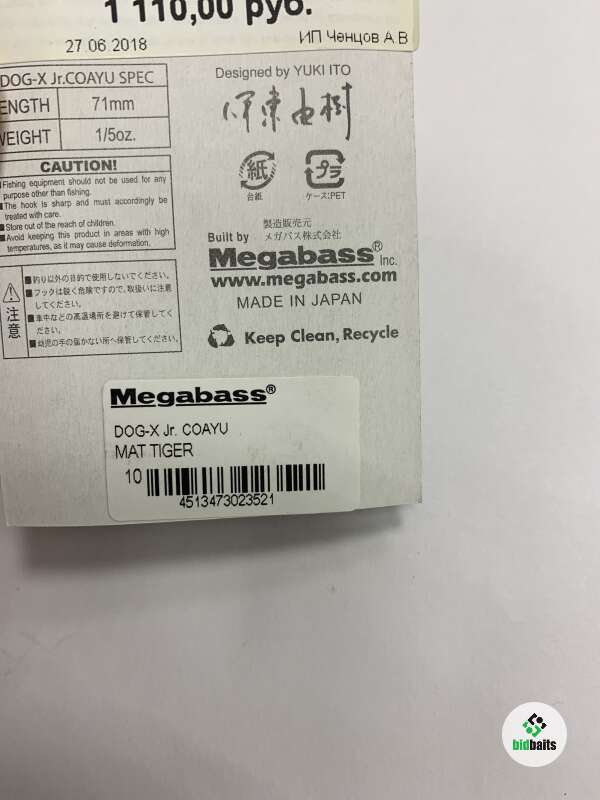 1 110,00 руб.
27.06.2018
ИП Ченцов А В
DOG-X Jr.COAYU SPEC
ENGTH 71mm
WEIGHT 1/5oz.
CAUTION!
■Fishing equipment should not be used for any
purpose other than fishing.
■The hook is sharp and must accordingly be
treated with care.
■Store out of the reach of children.
■Avoid keeping this product in areas with high
temperatures, as it may cause deformation.
注意
■釣り以外の目的で使用しないでください。
■フックは鋭く危険ですので、取扱いに注意
してください。
■車中などの高温場所を避けて保管してく
ださい。
■幼児の手の届かない所へ保管してください。
Designed by YUKI ITO
伊東由樹
紙
台紙
プラ
ケース:PET
製造販売元
Built by メガバス株式会社
Megabass® Inc.
www.megabass.com
MADE IN JAPAN
Keep Clean, Recycle
Megabass®
DOG-X Jr. COAYU
MAT TIGER
10
4513473023521
bidbaits